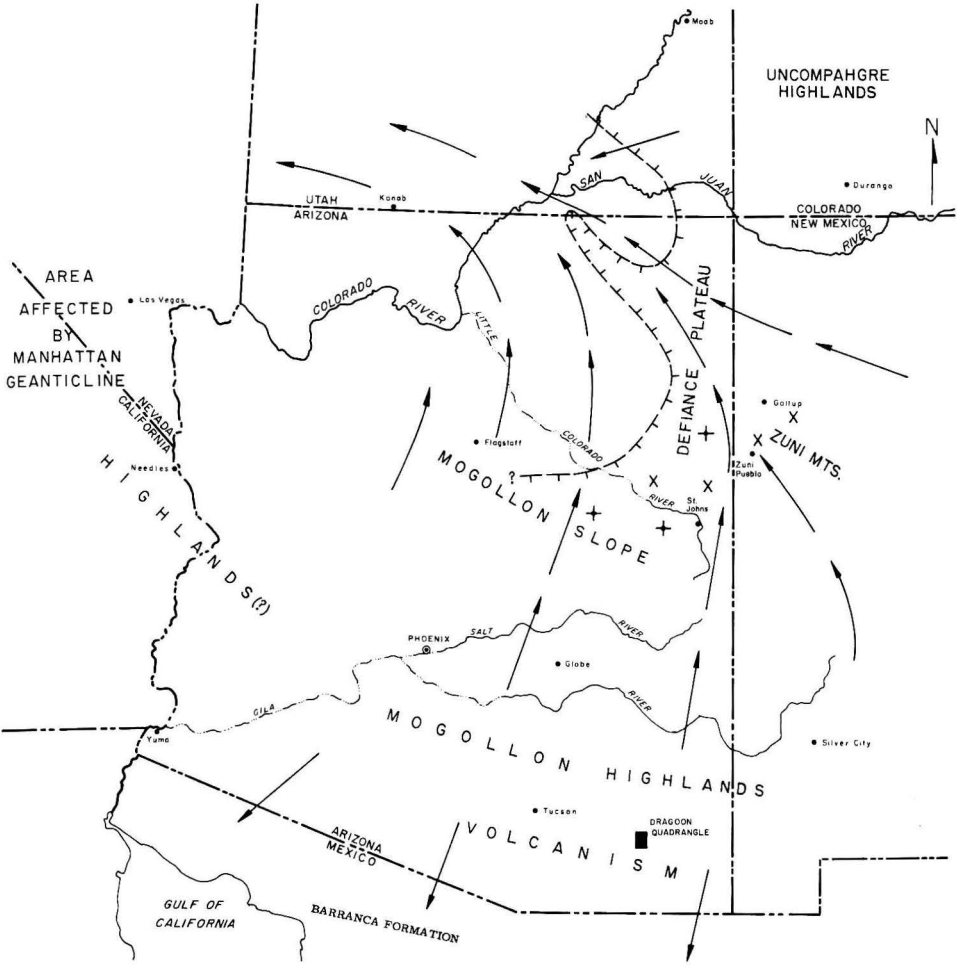 Moab
UNCOMPAHGRE
HIGHLANDS
N
SAN
JUAN
RIVER
Durango
UTAH
ARIZONA
Kanab
COLORADO
NEW MEXICO
AREA
AFFECTED
BY
MANHATTAN
GEANTICLINE
Las Vegas
COLORADO
RIVER
LITTLE
COLORADO
RIVER
DEFIANCE PLATEAU
NEVADA
CALIFORNIA
Gallup
Flagstaff
ZUNI MTS.
Zuni
Pueblo
Needles
?
MOGOLLON SLOPE
St.
Johns
HIGHLANDS (?)
PHOENIX
SALT
RIVER
Globe
GILA
RIVER
Yuma
MOGOLLON HIGHLANDS
Silver City
Tucson
DRAGOON
QUADRANGLE
VOLCANISM
ARIZONA
MEXICO
GULF OF
CALIFORNIA
BARRANCA FORMATION